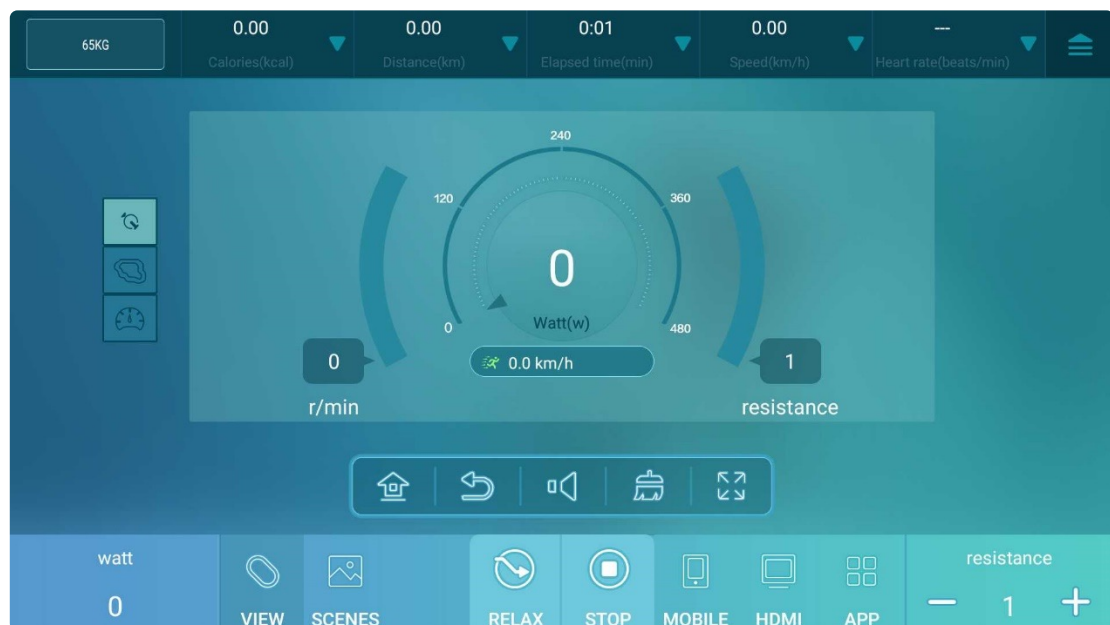 65KG
0.00
Calories(kcal)
0.00
Distance(km)
0:01
Elapsed time(min)
0.00
Speed(km/h)
---
Heart rate(beats/min)
240
120
360
0
Watt(w)
0
480
0.0 km/h
0
r/min
1
resistance
watt
0
VIEW
SCENES
RELAX
STOP
MOBILE
HDMI
APP
resistance
— 1 +